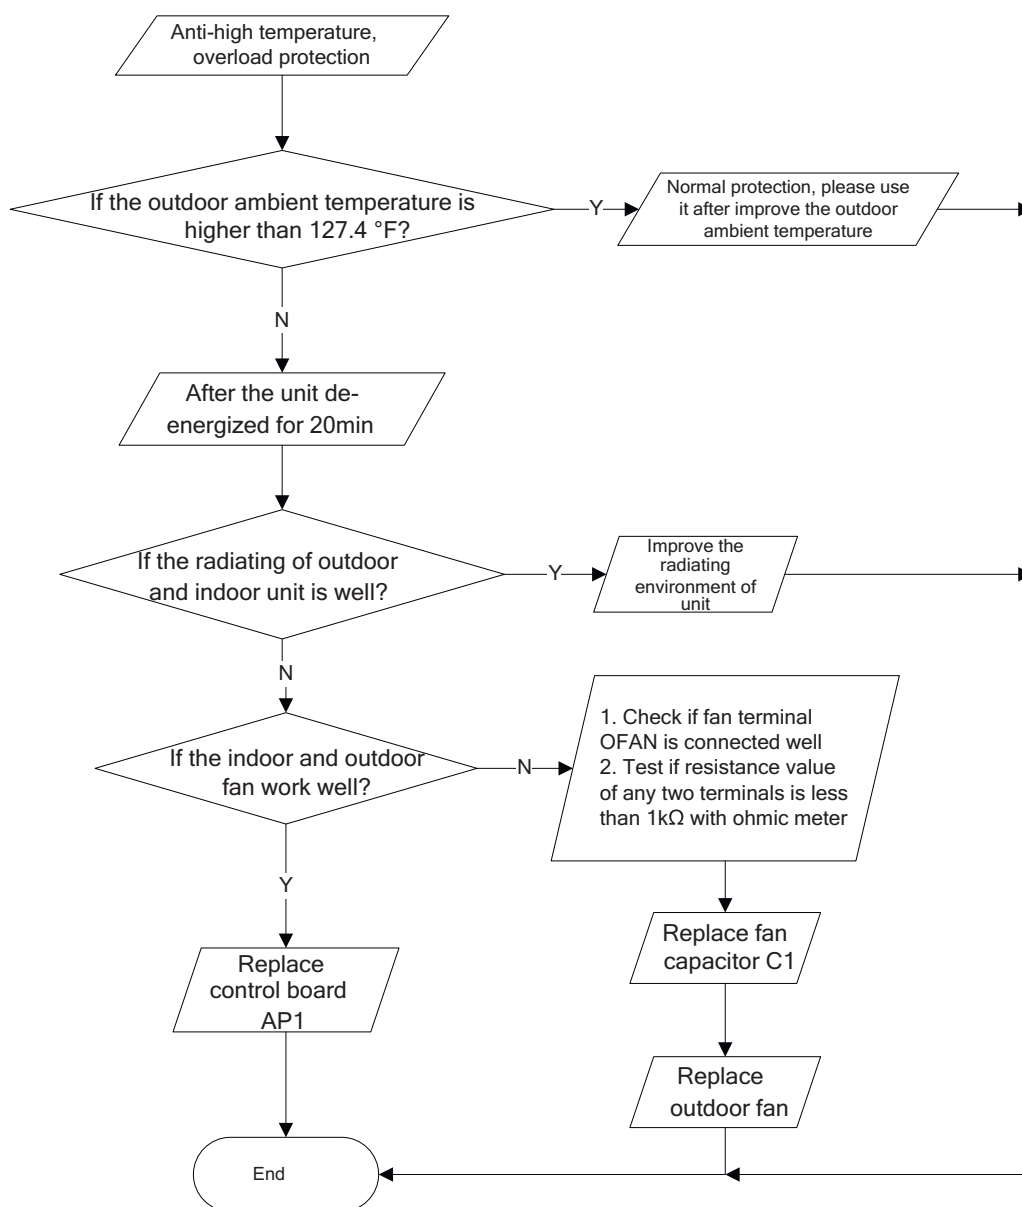 Anti-high temperature,
overload protection
If the outdoor ambient temperature is
higher than 127.4 °F?
Y
Normal protection, please use
it after improve the outdoor
ambient temperature
N
After the unit de-
energized for 20min
If the radiating of outdoor
and indoor unit is well?
Y
Improve the
radiating
environment of
unit
N
If the indoor and outdoor
fan work well?
N
1. Check if fan terminal
OFAN is connected well
2. Test if resistance value
of any two terminals is less
than 1kΩ with ohmic meter
Y
Replace fan
capacitor C1
Replace
control board
AP1
Replace
outdoor fan
End